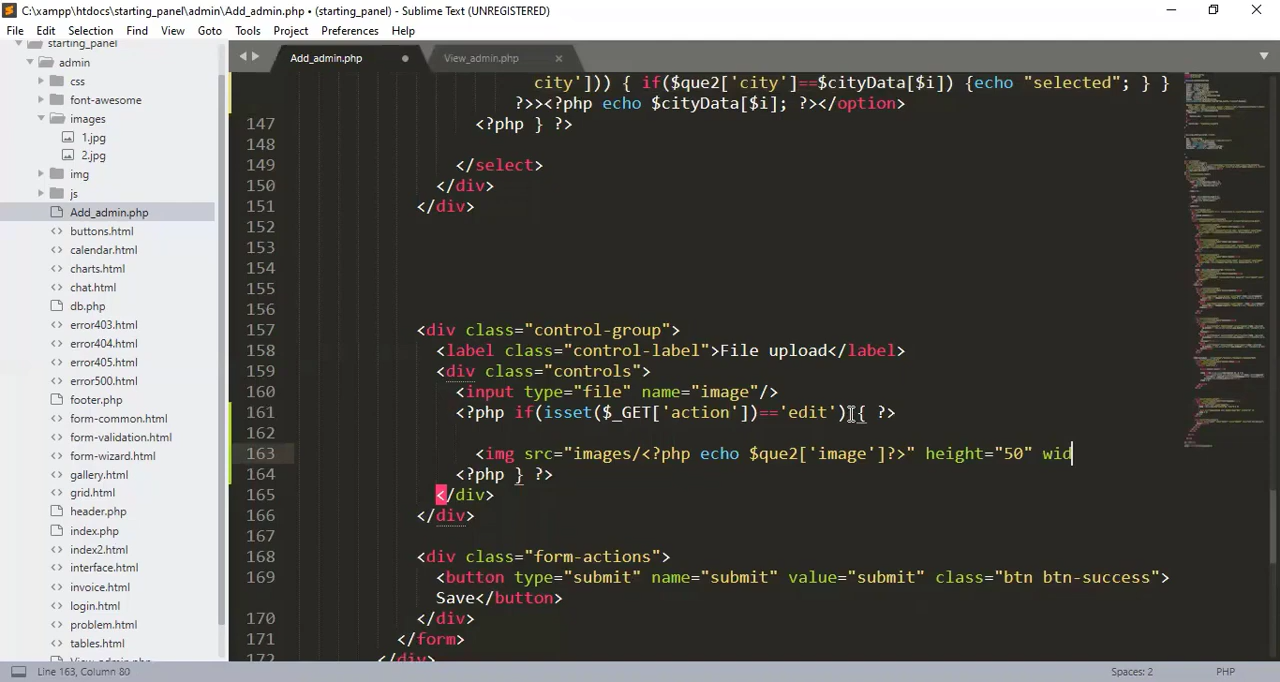 C:\xampp\htdocs\starting_panel\admin\Add_admin.php • (starting_panel) - Sublime Text (UNREGISTERED)
File Edit Selection Find View Goto Tools Project Preferences Help
starting_panel
admin
css
font-awesome
images
1.jpg
2.jpg
img
js
Add_admin.php
buttons.html
calendar.html
charts.html
chat.html
db.php
error403.html
error404.html
error405.html
error500.html
footer.php
form-common.html
form-validation.html
form-wizard.html
gallery.html
grid.html
header.php
index.php
index2.html
interface.html
invoice.html
login.html
problem.html
tables.html
View_admin.php
Add_admin.php View_admin.php
city'])) { if($que2['city']==$cityData[$i]) {echo "selected"; } }
?>><?php echo $cityData[$i]; ?></option>
147 <?php } ?>
148
149 </select>
150 </div>
151 </div>
152
153
154
155
156
157 <div class="control-group">
158 <label class="control-label">File upload</label>
159 <div class="controls">
160 <input type="file" name="image"/>
161 <?php if(isset($_GET['action'])=='edit'){ ?>
162
163 <img src="images/<?php echo $que2['image']?>" height="50" wid
164 <?php } ?>
165 </div>
166 </div>
167
168 <div class="form-actions">
169 <button type="submit" name="submit" value="submit" class="btn btn-success">
Save</button>
170 </div>
171 </form>
172 </div>
Line 163, Column 80 Spaces: 2 PHP